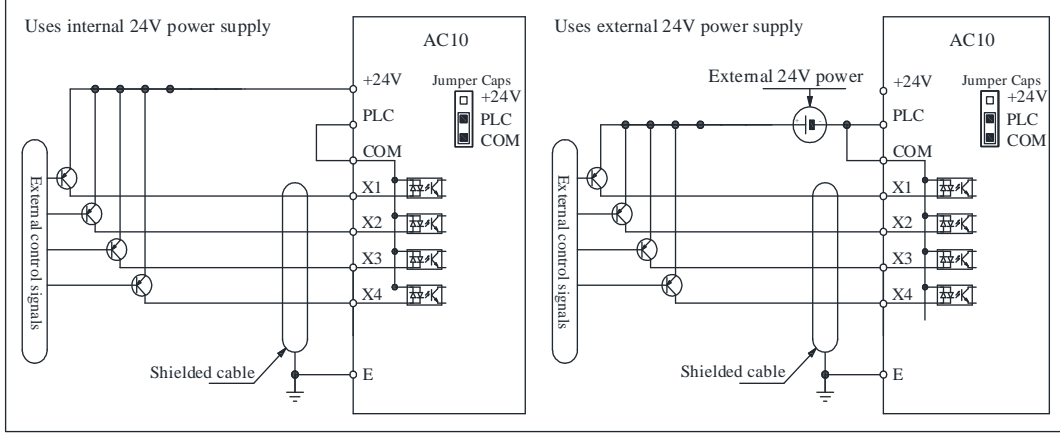 Uses internal 24V power supply
AC10
+24V
Jumper Caps
+24V
PLC
COM
PLC
COM
X1
X2
X3
X4
External control signals
Shielded cable
E
Uses external 24V power supply
AC10
External 24V power
+24V
Jumper Caps
+24V
PLC
COM
PLC
COM
X1
X2
X3
X4
External control signals
Shielded cable
E